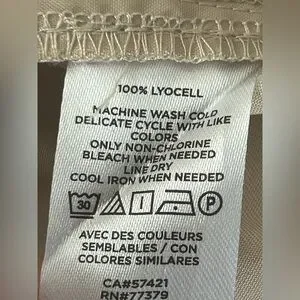 100% LYOCELL
MACHINE WASH COLD
DELICATE CYCLE WITH LIKE
COLORS
ONLY NON-CHLORINE
BLEACH WHEN NEEDED
LINE DRY
COOL IRON WHEN NEEDED
30 P
AVEC DES COULEURS
SEMBLABLES / CON
COLORES SIMILARES
CA#57421
RN#77379